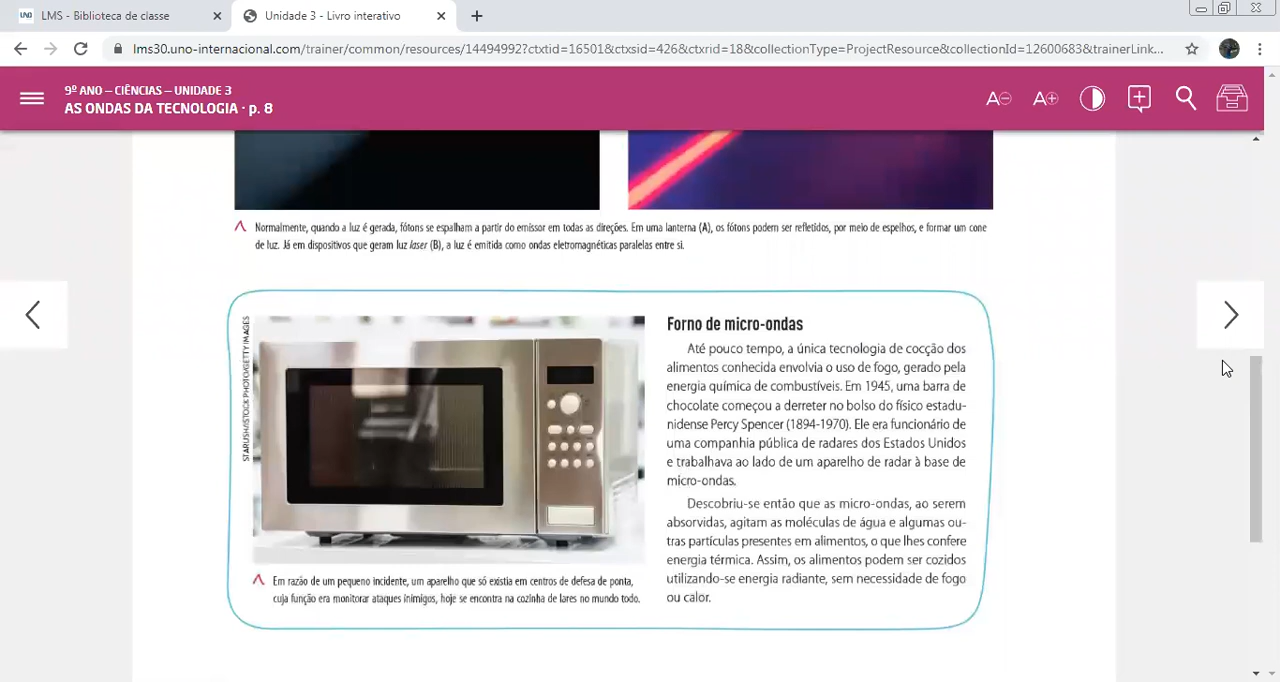 LMS - Biblioteca de classe
Unidade 3 - Livro interativo
lms30.uno-internacional.com/trainer/common/resources/14494992?ctxtid=16501&ctxsid=426&ctxrid=18&collectionType=ProjectResource&collectionId=12600683&trainerLink...
9º ANO – CIÊNCIAS – UNIDADE 3
AS ONDAS DA TECNOLOGIA · p. 8
Normalmente, quando a luz é gerada, fótons se espalham a partir do emissor em todas as direções. Em uma lanterna (A), os fótons podem ser refletidos, por meio de espelhos, e formar um cone
de luz. Já em dispositivos que geram luz laser (B), a luz é emitida como ondas eletromagnéticas paralelas entre si.
STARUSH/ISTOCK PHOTO/GETTY IMAGES
Forno de micro-ondas
Até pouco tempo, a única tecnologia de cocção dos
alimentos conhecida envolvia o uso de fogo, gerado pela
energia química de combustíveis. Em 1945, uma barra de
chocolate começou a derreter no bolso do físico estadu-
nidense Percy Spencer (1894-1970). Ele era funcionário de
uma companhia pública de radares dos Estados Unidos
e trabalhava ao lado de um aparelho de radar à base de
micro-ondas.
Descobriu-se então que as micro-ondas, ao serem
absorvidas, agitam as moléculas de água e algumas ou-
tras partículas presentes em alimentos, o que lhes confere
energia térmica. Assim, os alimentos podem ser cozidos
utilizando-se energia radiante, sem necessidade de fogo
ou calor.
Em razão de um pequeno incidente, um aparelho que só existia em centros de defesa de ponta,
cuja função era monitorar ataques inimigos, hoje se encontra na cozinha de lares no mundo todo.